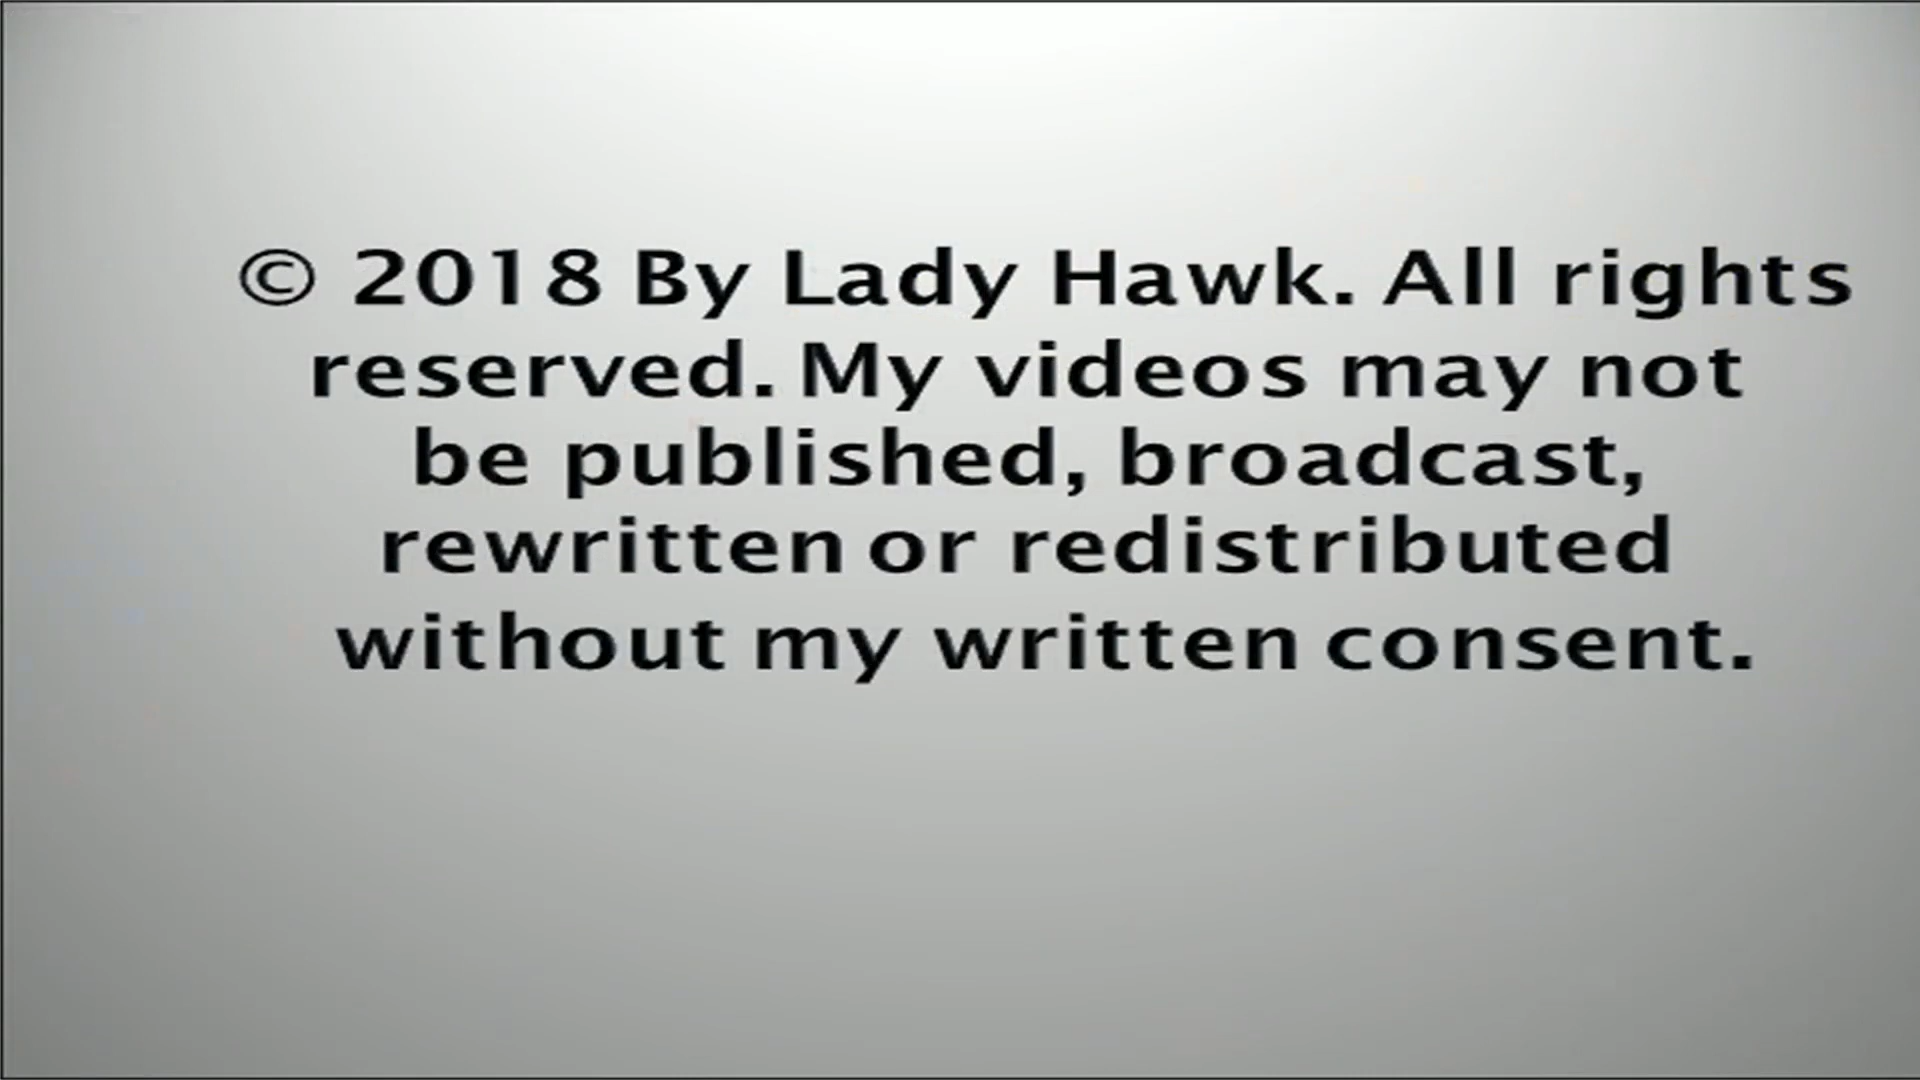 © 2018 By Lady Hawk. All rights
reserved. My videos may not
be published, broadcast,
rewritten or redistributed
without my written consent.